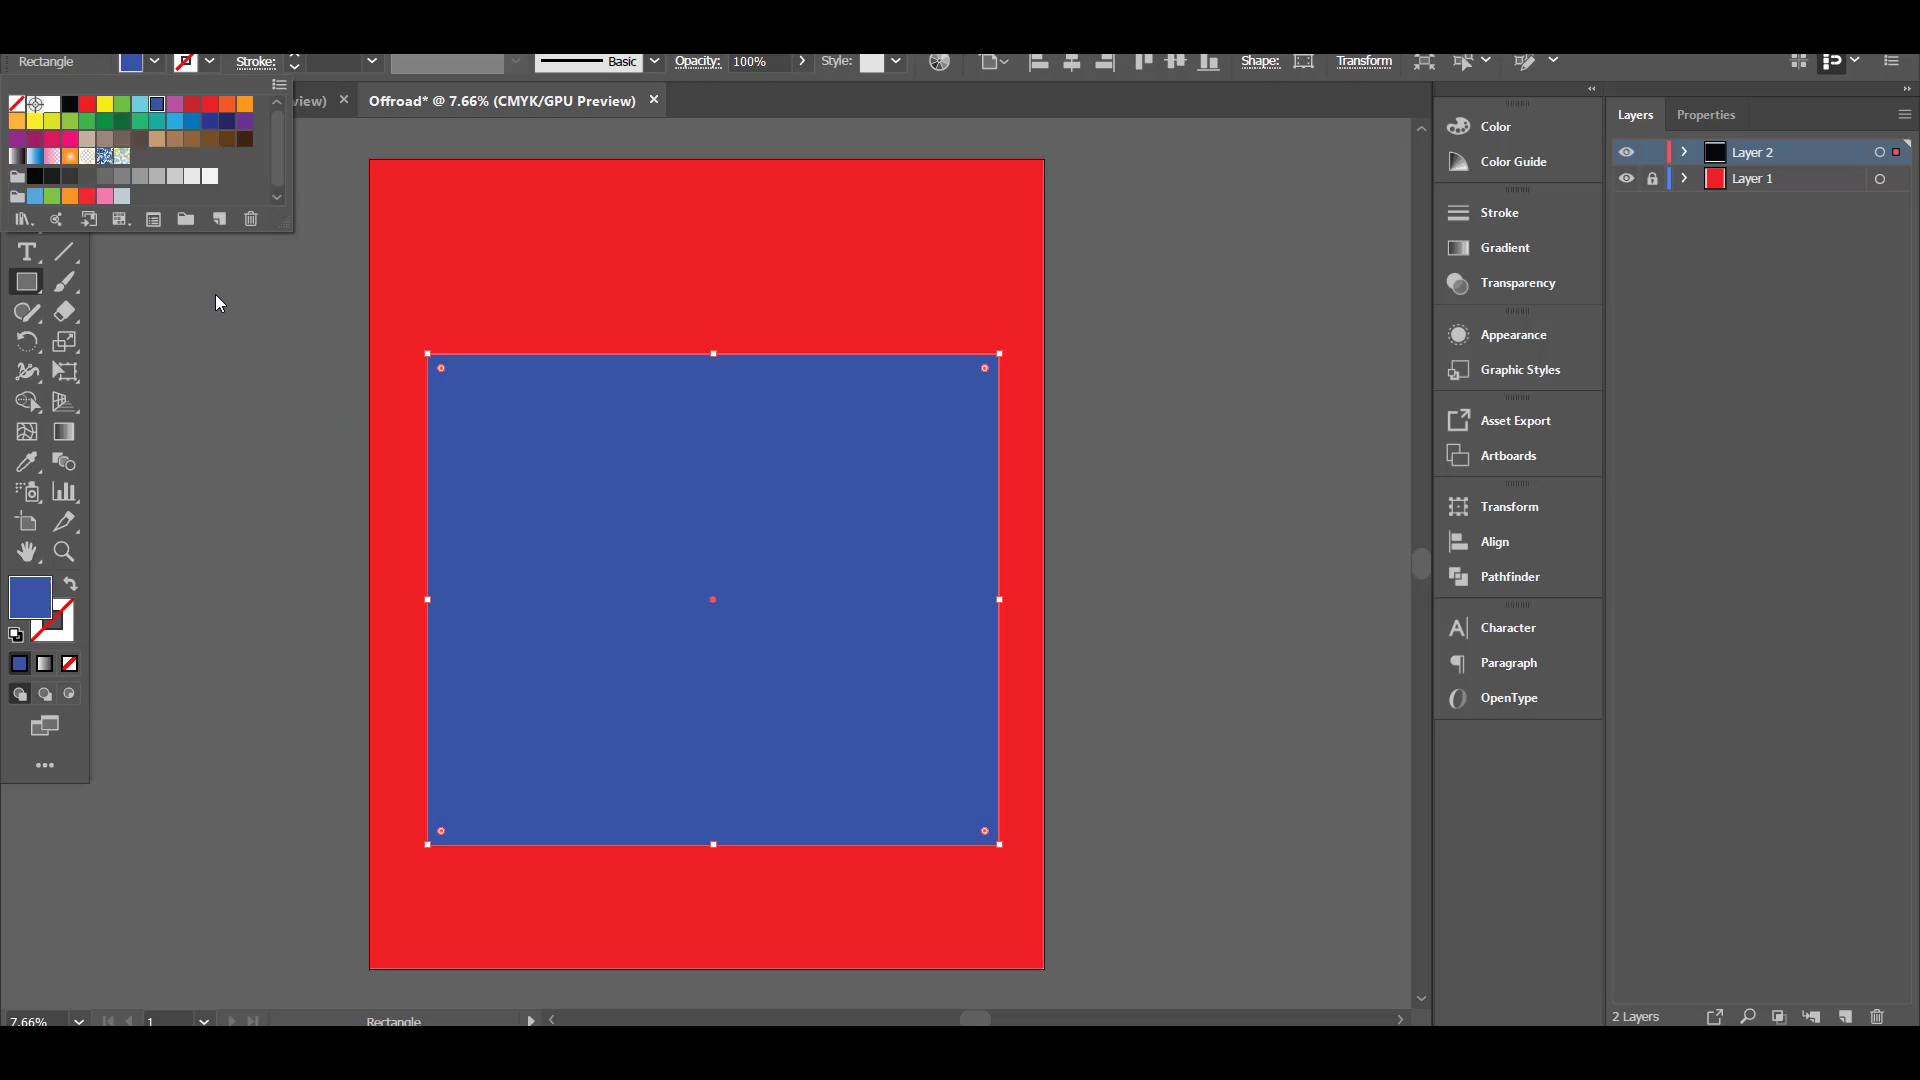 Rectangle Stroke: Basic Opacity: 100% Style: Shape: Transform
view) × Offroad* @ 7.66% (CMYK/GPU Preview) ×
Layers Properties
Color
Color Guide
Stroke
Gradient
Transparency
Appearance
Graphic Styles
Asset Export
Artboards
Transform
Align
Pathfinder
Character
Paragraph
OpenType
Layer 2
Layer 1
7.66% 1 Rectangle
2 Layers